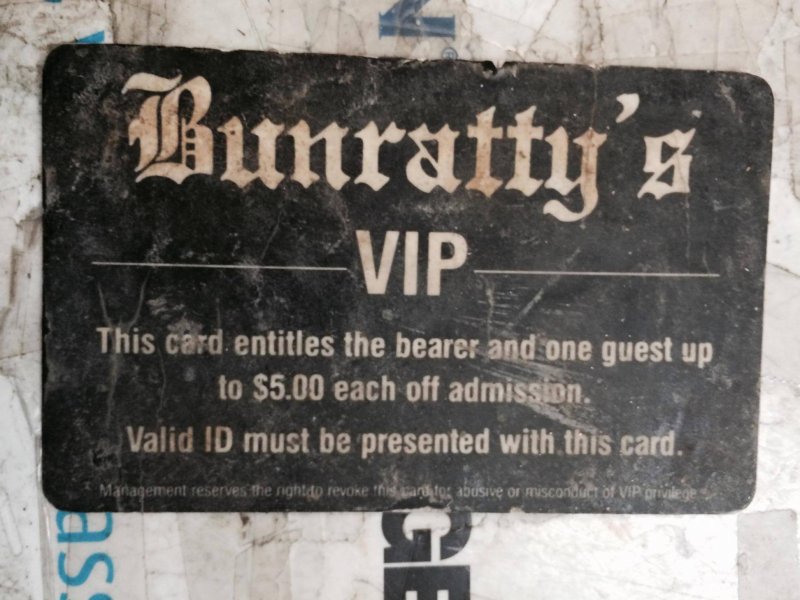 N
Bunratty's
VIP
This card entitles the bearer and one guest up
to $5.00 each off admission.
Valid ID must be presented with this card.
Management reserves the right to revoke this card for abusive or misconduct of VIP privilege
ass
GE